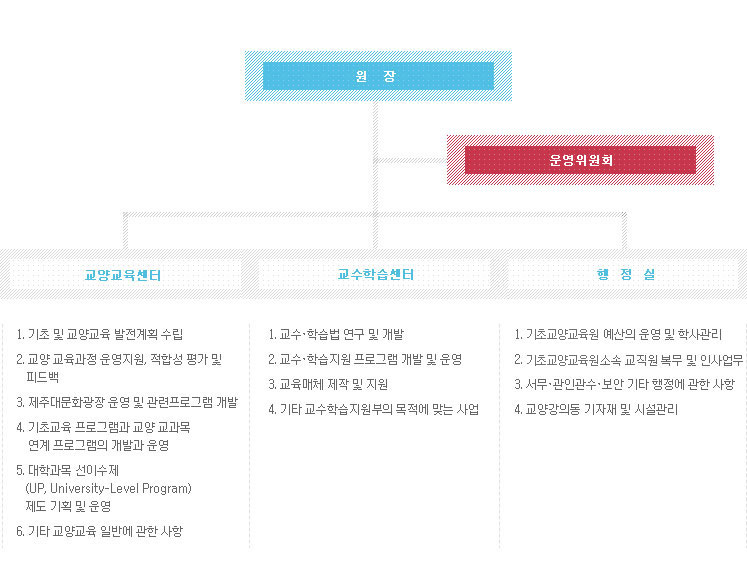 원 장
운영위원회
교양교육센터
교수학습센터
행 정 실
1. 기초 및 교양교육 발전계획 수립
2. 교양 교육과정 운영지원, 적합성 평가 및
피드백
3. 제주대문화광장 운영 및 관련프로그램 개발
4. 기초교육 프로그램과 교양 교과목
연계 프로그램의 개발과 운영
5. 대학과목 선이수제
(UP, University-Level Program)
제도 기획 및 운영
6. 기타 교양교육 일반에 관한 사항
1. 교수·학습법 연구 및 개발
2. 교수·학습지원 프로그램 개발 및 운영
3. 교육매체 제작 및 지원
4. 기타 교수학습지원부의 목적에 맞는 사업
1. 기초교양교육원 예산의 운영 및 학사관리
2. 기초교양교육원소속 교직원 복무 및 인사업무
3. 서무·관인관수·보안 기타 행정에 관한 사항
4. 교양강의동 기자재 및 시설관리